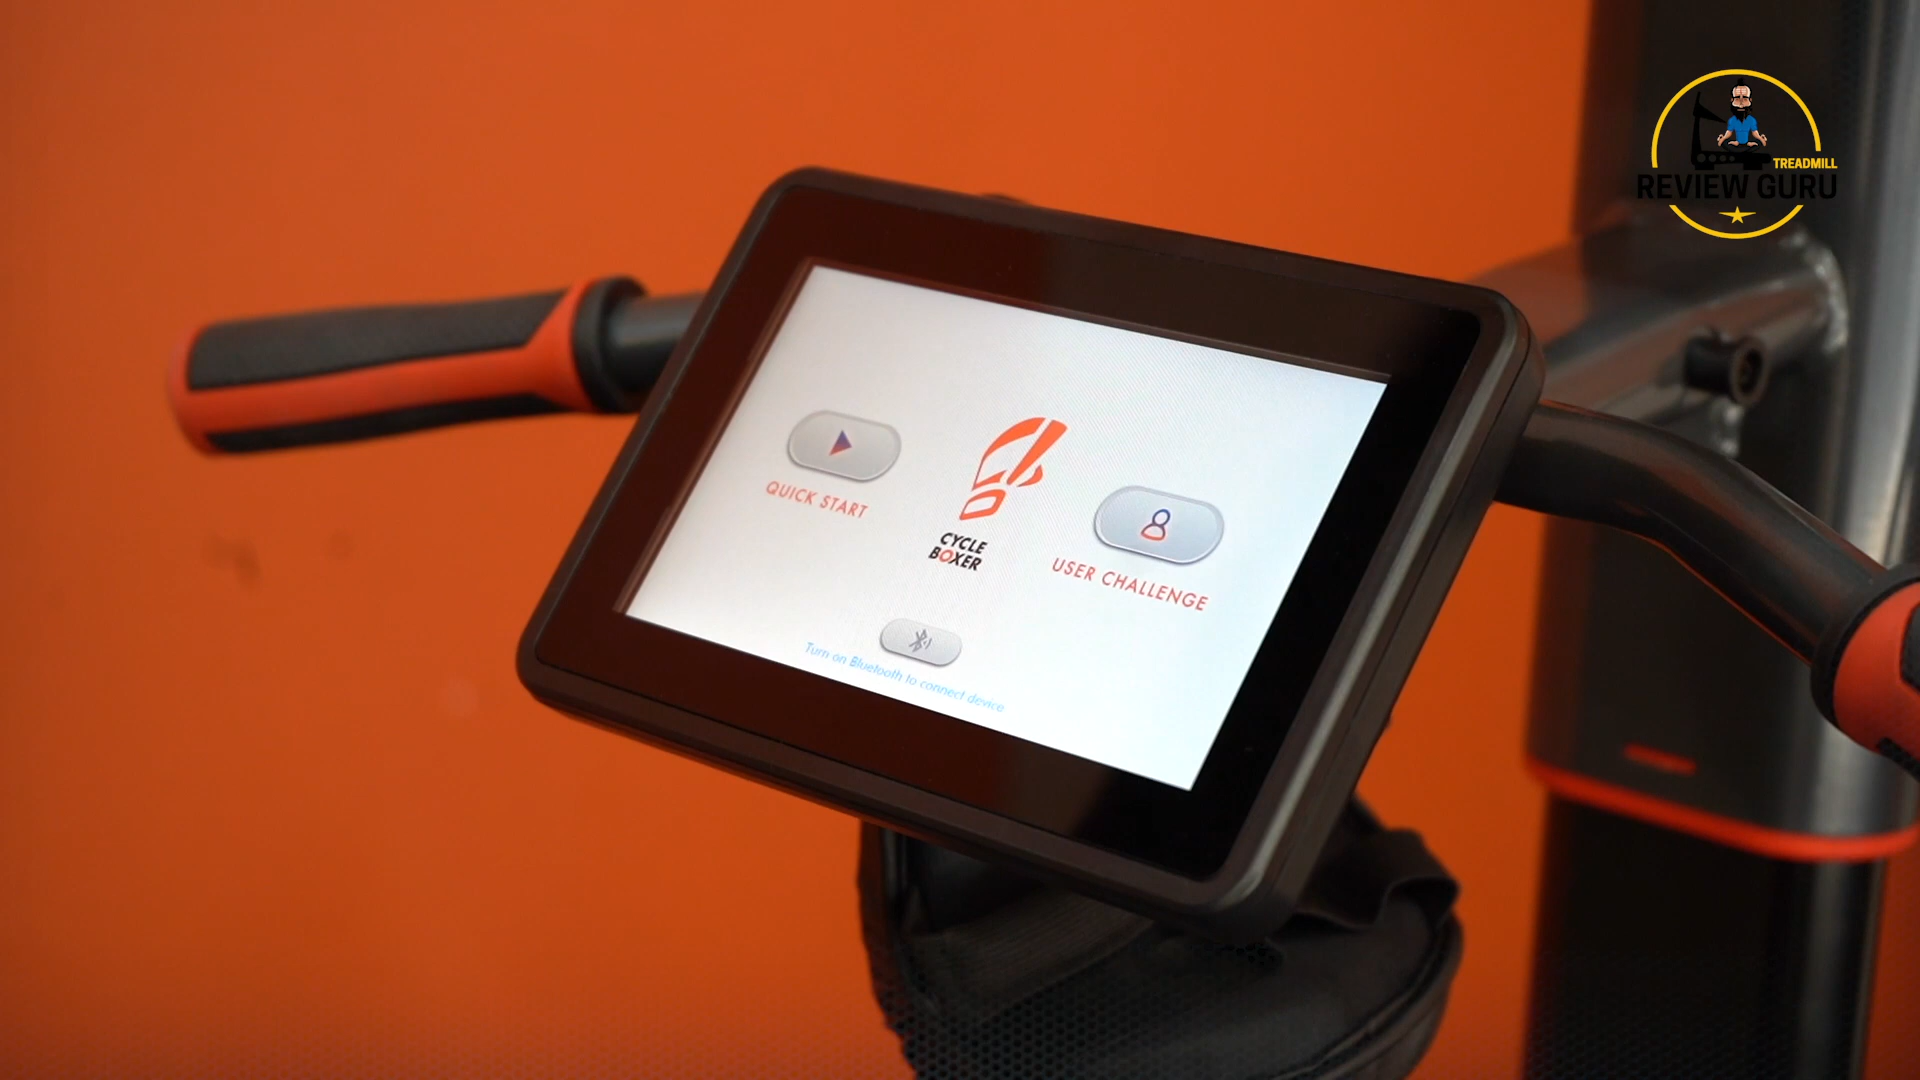 TREADMILL
REVIEW GURU
QUICK START
CYCLE
BOXER
USER CHALLENGE
Turn on Bluetooth to connect device